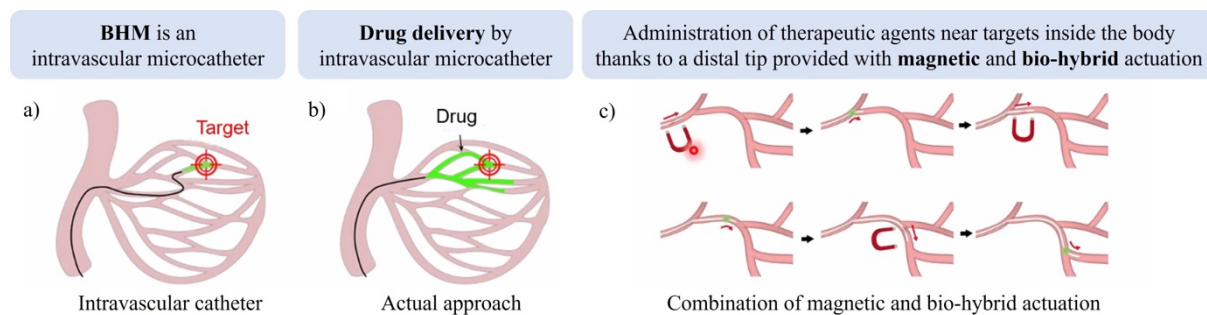 BHM is an
intravascular microcatheter
Drug delivery by
intravascular microcatheter
Administration of therapeutic agents near targets inside the body
thanks to a distal tip provided with magnetic and bio-hybrid actuation
a)
Target
Intravascular catheter
b)
Drug
Actual approach
c)
Combination of magnetic and bio-hybrid actuation